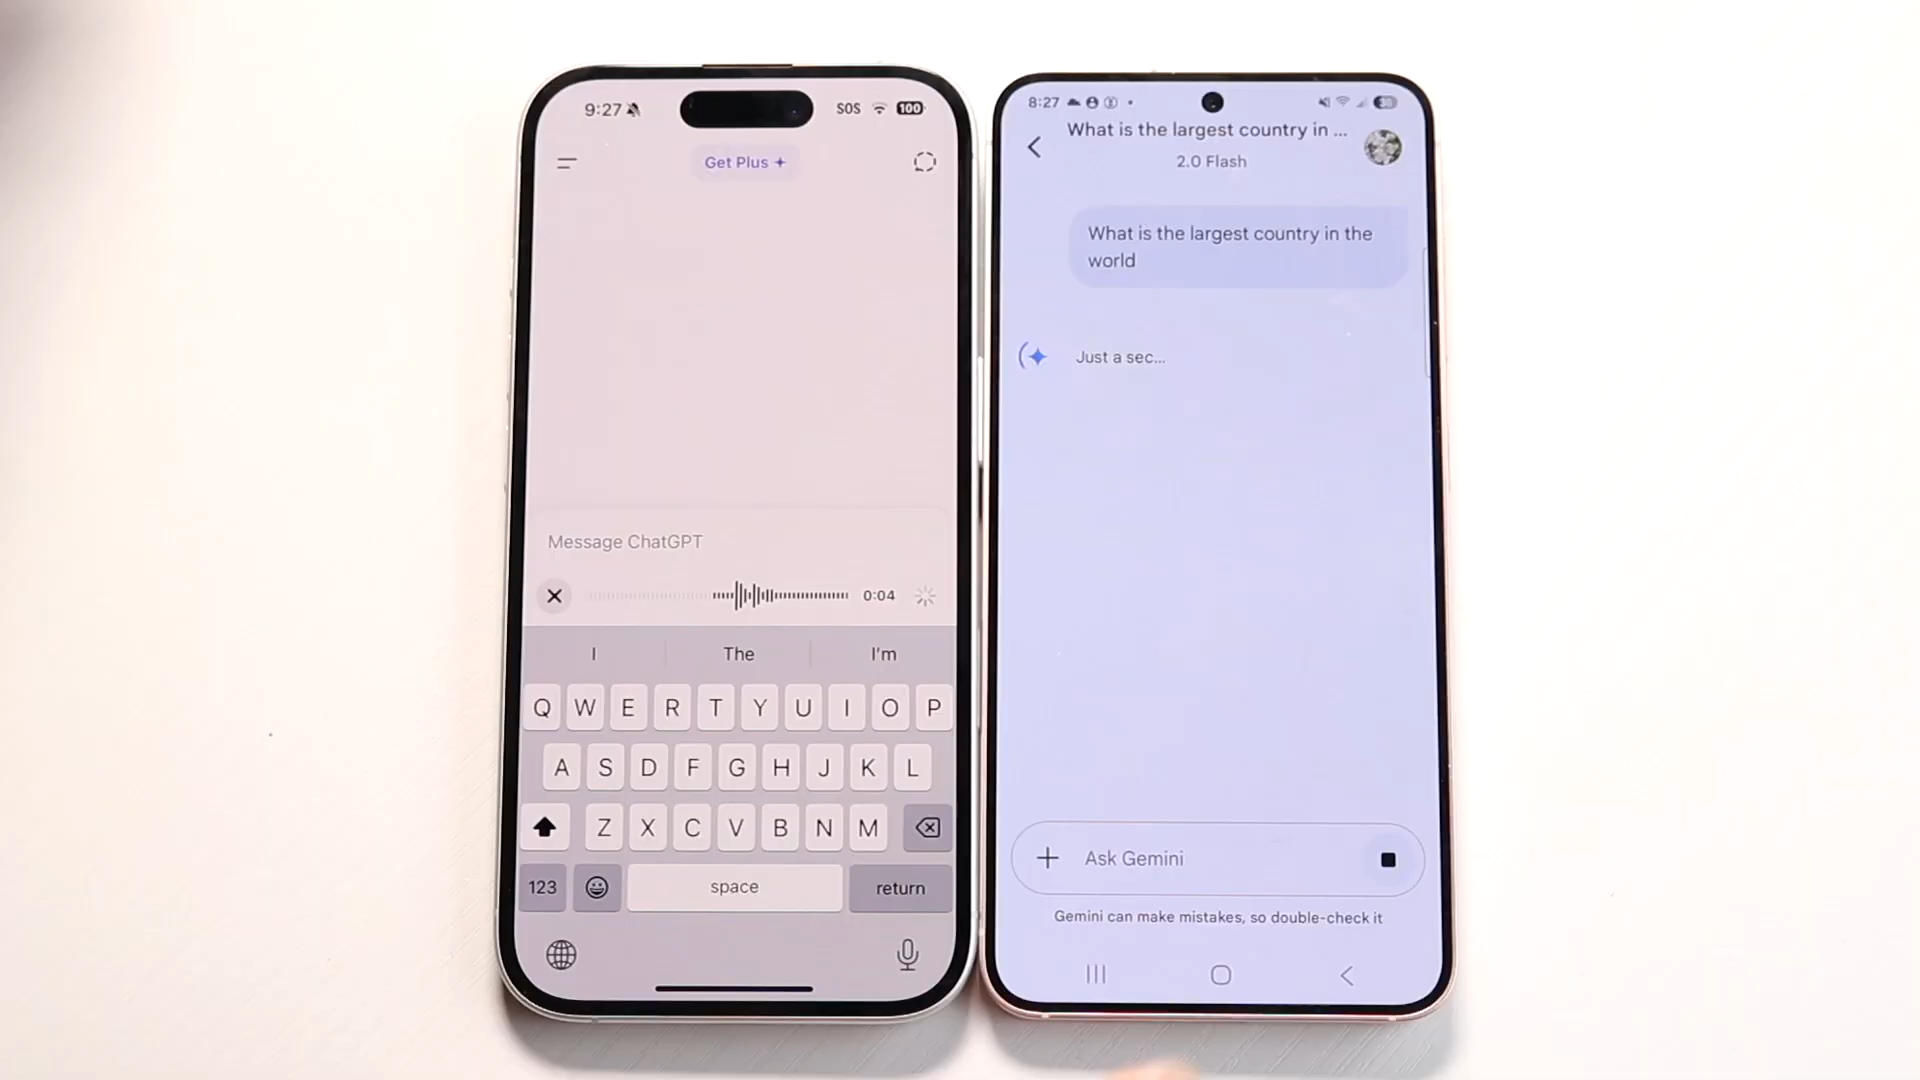 9:27
SOS
100
Get Plus +
Message ChatGPT
0:04
I
The
I'm
Q W E R T Y U I O P
A S D F G H J K L
Z X C V B N M
123
space
return
8:27
What is the largest country in ...
2.0 Flash
What is the largest country in the
world
Just a sec...
Ask Gemini
Gemini can make mistakes, so double-check it